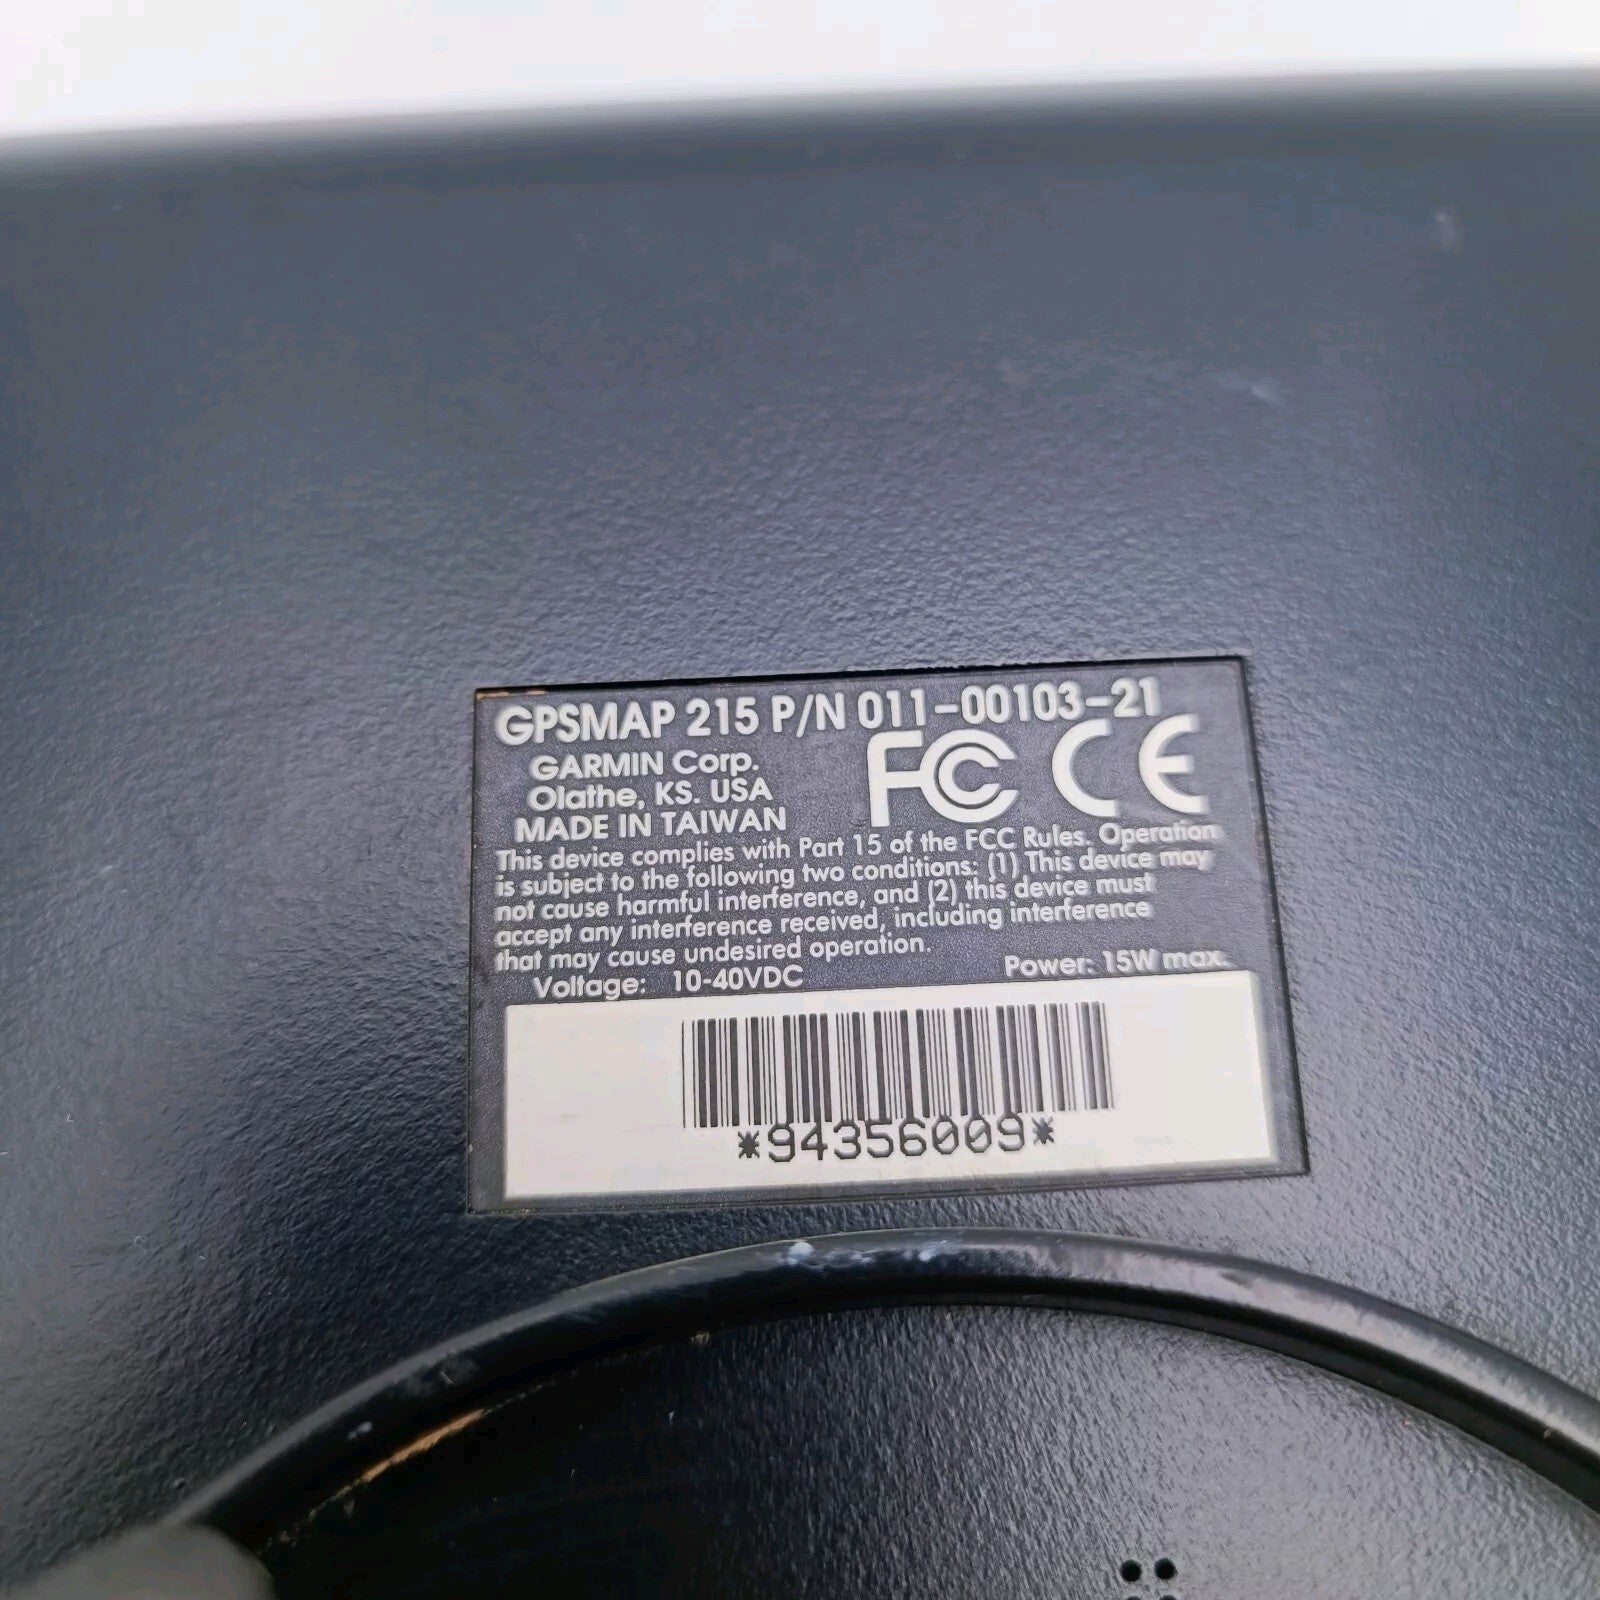 GPSMAP 215 P/N 011-00103-21
GARMIN Corp.
Olathe, KS. USA
MADE IN TAIWAN
FC CE
This device complies with Part 15 of the FCC Rules. Operation
is subject to the following two conditions: (1) This device may
not cause harmful interference, and (2) this device must
accept any interference received, including interference
that may cause undesired operation.
Voltage: 10-40VDC Power: 15W max.
*94356009*